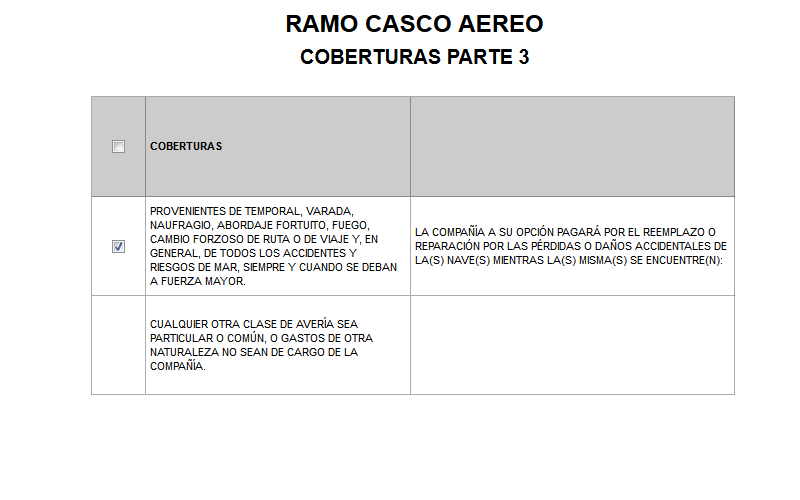 RAMO CASCO AEREO
COBERTURAS PARTE 3
COBERTURAS
PROVENIENTES DE TEMPORAL, VARADA,
NAUFRAGIO, ABORDAJE FORTUITO, FUEGO,
CAMBIO FORZOSO DE RUTA O DE VIAJE Y, EN
GENERAL, DE TODOS LOS ACCIDENTES Y
RIESGOS DE MAR, SIEMPRE Y CUANDO SE DEBAN
A FUERZA MAYOR.
LA COMPAÑÍA A SU OPCIÓN PAGARÁ POR EL REEMPLAZO O
REPARACIÓN POR LAS PÉRDIDAS O DAÑOS ACCIDENTALES DE
LA(S) NAVE(S) MIENTRAS LA(S) MISMA(S) SE ENCUENTRE(N):
CUALQUIER OTRA CLASE DE AVERÍA SEA
PARTICULAR O COMÚN, O GASTOS DE OTRA
NATURALEZA NO SEAN DE CARGO DE LA
COMPAÑÍA.